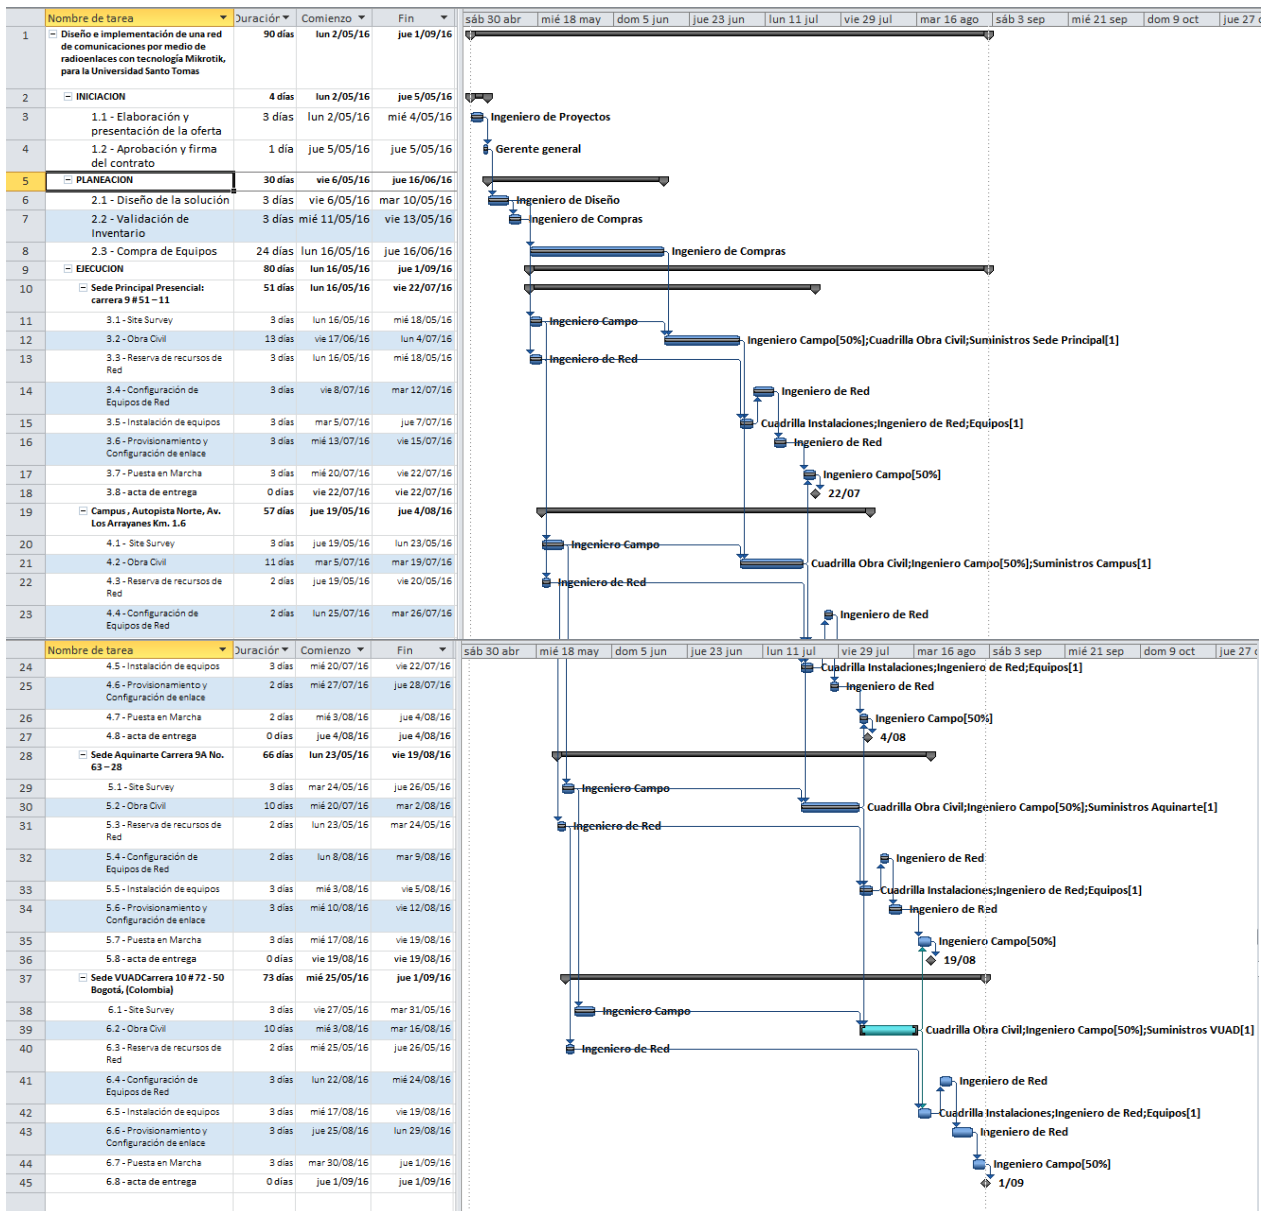 Nombre de tarea Duración Comienzo Fin sáb 30 abr mié 18 may dom 5 jun jue 23 jun lun 11 jul vie 29 jul mar 16 ago sáb 3 sep mié 21 sep dom 9 oct jue 27
1 Diseño e implementación de una red 90 días lun 2/05/16 jue 1/09/16
de comunicaciones por medio de
radioenlaces con tecnología Mikrotik,
para la Universidad Santo Tomas
2 INICIACION 4 días lun 2/05/16 jue 5/05/16
3 1.1 - Elaboración y 3 días lun 2/05/16 mié 4/05/16 Ingeniero de Proyectos
presentación de la oferta
4 1.2 - Aprobación y firma 1 día jue 5/05/16 jue 5/05/16 Gerente general
del contrato
5 PLANEACION 30 días vie 6/05/16 jue 16/06/16
6 2.1 - Diseño de la solución 3 días vie 6/05/16 mar 10/05/16 Ingeniero de Diseño
7 2.2 - Validación de 3 días mié 11/05/16 vie 13/05/16 Ingeniero de Compras
Inventario
8 2.3 - Compra de Equipos 24 días lun 16/05/16 jue 16/06/16 Ingeniero de Compras
9 EJECUCION 80 días lun 16/05/16 jue 1/09/16
10 Sede Principal Presencial: 51 días lun 16/05/16 vie 22/07/16
carrera 9 # 51 – 11
11 3.1 - Site Survey 3 días lun 16/05/16 mié 18/05/16 Ingeniero Campo
12 3.2 - Obra Civil 13 días vie 17/06/16 lun 4/07/16 Ingeniero Campo[50%];Cuadrilla Obra Civil;Suministros Sede Principal[1]
13 3.3 - Reserva de recursos de 3 días lun 16/05/16 mié 18/05/16 Ingeniero de Red
Red
14 3.4 - Configuración de 3 días vie 8/07/16 mar 12/07/16 Ingeniero de Red
Equipos de Red
15 3.5 - Instalación de equipos 3 días mar 5/07/16 jue 7/07/16 Cuadrilla Instalaciones;Ingeniero de Red;Equipos[1]
16 3.6 - Provisionamiento y 3 días mié 13/07/16 vie 15/07/16 Ingeniero de Red
Configuración de enlace
17 3.7 - Puesta en Marcha 3 días mié 20/07/16 vie 22/07/16 Ingeniero Campo[50%]
18 3.8 - acta de entrega 0 días vie 22/07/16 vie 22/07/16 22/07
19 Campus , Autopista Norte, Av. 57 días jue 19/05/16 jue 4/08/16
Los Arrayanes Km. 1.6
20 4.1 - Site Survey 3 días jue 19/05/16 lun 23/05/16 Ingeniero Campo
21 4.2 - Obra Civil 11 días mar 5/07/16 mar 19/07/16 Cuadrilla Obra Civil;Ingeniero Campo[50%];Suministros Campus[1]
22 4.3 - Reserva de recursos de 2 días jue 19/05/16 vie 20/05/16 Ingeniero de Red
Red
23 4.4 - Configuración de 2 días lun 25/07/16 mar 26/07/16 Ingeniero de Red
Equipos de Red
Nombre de tarea Duración Comienzo Fin sáb 30 abr mié 18 may dom 5 jun jue 23 jun lun 11 jul vie 29 jul mar 16 ago sáb 3 sep mié 21 sep dom 9 oct jue 27
24 4.5 - Instalación de equipos 3 días mié 20/07/16 vie 22/07/16 Cuadrilla Instalaciones;Ingeniero de Red;Equipos[1]
25 4.6 - Provisionamiento y 2 días mié 27/07/16 jue 28/07/16 Ingeniero de Red
Configuración de enlace
26 4.7 - Puesta en Marcha 2 días mié 3/08/16 jue 4/08/16 Ingeniero Campo[50%]
27 4.8 - acta de entrega 0 días jue 4/08/16 jue 4/08/16 4/08
28 Sede Aquinarte Carrera 9A No. 66 días lun 23/05/16 vie 19/08/16
63 – 28
29 5.1 - Site Survey 3 días mar 24/05/16 jue 26/05/16 Ingeniero Campo
30 5.2 - Obra Civil 10 días mié 20/07/16 mar 2/08/16 Cuadrilla Obra Civil;Ingeniero Campo[50%];Suministros Aquinarte[1]
31 5.3 - Reserva de recursos de 2 días lun 23/05/16 mar 24/05/16 Ingeniero de Red
Red
32 5.4 - Configuración de 2 días lun 8/08/16 mar 9/08/16 Ingeniero de Red
Equipos de Red
33 5.5 - Instalación de equipos 3 días mié 3/08/16 vie 5/08/16 Cuadrilla Instalaciones;Ingeniero de Red;Equipos[1]
34 5.6 - Provisionamiento y 3 días mié 10/08/16 vie 12/08/16 Ingeniero de Red
Configuración de enlace
35 5.7 - Puesta en Marcha 3 días mié 17/08/16 vie 19/08/16 Ingeniero Campo[50%]
36 5.8 - acta de entrega 0 días vie 19/08/16 vie 19/08/16 19/08
37 Sede VUADCarrera 10 # 72 - 50 73 días mié 25/05/16 jue 1/09/16
Bogotá, (Colombia)
38 6.1 - Site Survey 3 días vie 27/05/16 mar 31/05/16 Ingeniero Campo
39 6.2 - Obra Civil 10 días mié 3/08/16 mar 16/08/16 Cuadrilla Obra Civil;Ingeniero Campo[50%];Suministros VUAD[1]
40 6.3 - Reserva de recursos de 2 días mié 25/05/16 jue 26/05/16 Ingeniero de Red
Red
41 6.4 - Configuración de 3 días lun 22/08/16 mié 24/08/16 Ingeniero de Red
Equipos de Red
42 6.5 - Instalación de equipos 3 días mié 17/08/16 vie 19/08/16 Cuadrilla Instalaciones;Ingeniero de Red;Equipos[1]
43 6.6 - Provisionamiento y 3 días jue 25/08/16 lun 29/08/16 Ingeniero de Red
Configuración de enlace
44 6.7 - Puesta en Marcha 3 días mar 30/08/16 jue 1/09/16 Ingeniero Campo[50%]
45 6.8 - acta de entrega 0 días jue 1/09/16 jue 1/09/16 1/09